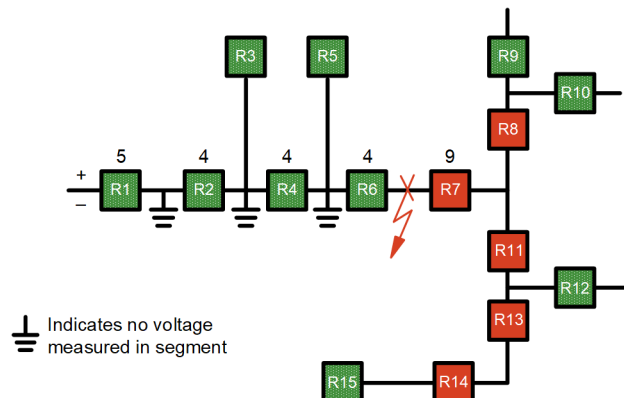 R9
R3
R5
R10
R8
5
4
4
4
9
+
–
R1
R2
R4
R6
R7
R11
R12
Indicates no voltage
measured in segment
R13
R15
R14